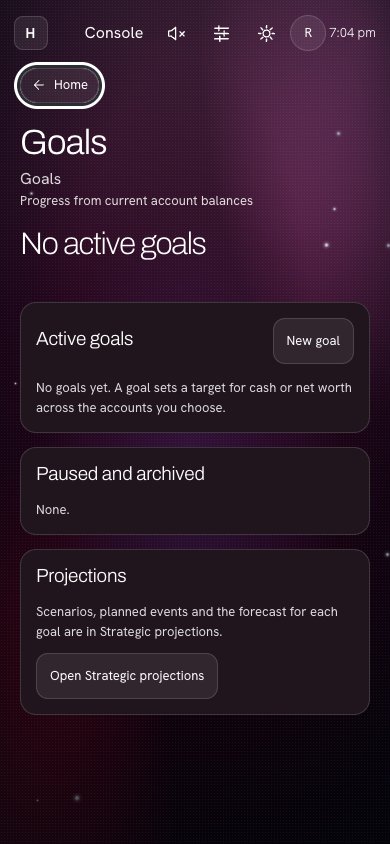 H
Console
R
7:04 pm
Home
Goals
Goals
Progress from current account balances
No active goals
Active goals
New goal
No goals yet. A goal sets a target for cash or net worth
across the accounts you choose.
Paused and archived
None.
Projections
Scenarios, planned events and the forecast for each
goal are in Strategic projections.
Open Strategic projections